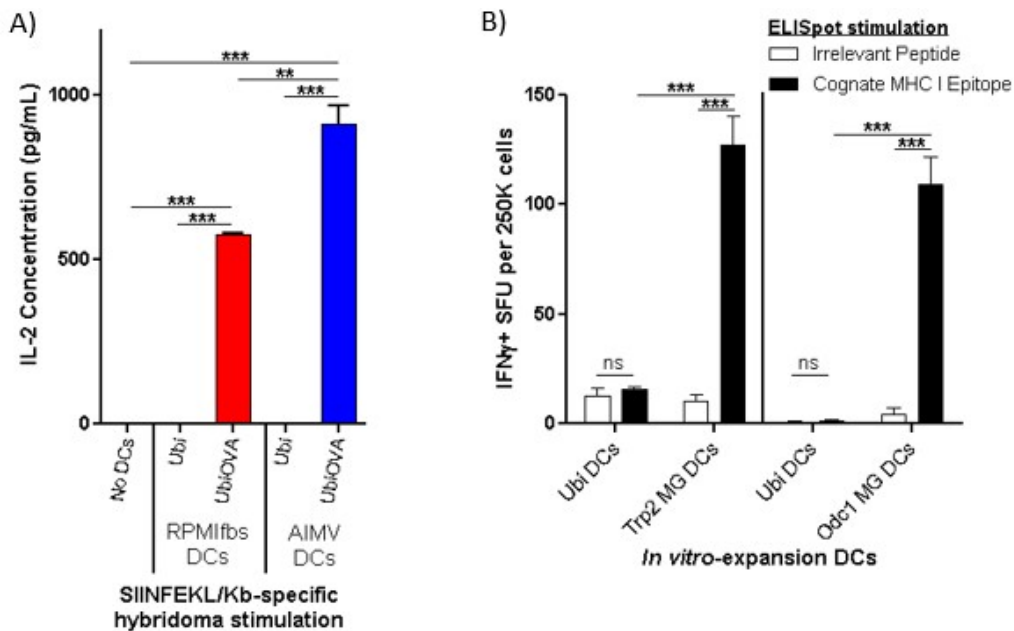 A)
IL-2 Concentration (pg/mL)
1000
500
0
***
**
***
***
***
No DCs
Ubi
UbiOVA
Ubi
UbiOVA
RPMIfbs
DCs
AIMV
DCs
SIINFEKL/Kb-specific
hybridoma stimulation
B)
ELISpot stimulation
Irrelevant Peptide
Cognate MHC I Epitope
IFNγ+ SFU per 250K cells
150
100
50
0
***
***
***
***
ns
ns
Ubi DCs
Trp2 MG DCs
Ubi DCs
Odc1 MG DCs
In vitro-expansion DCs